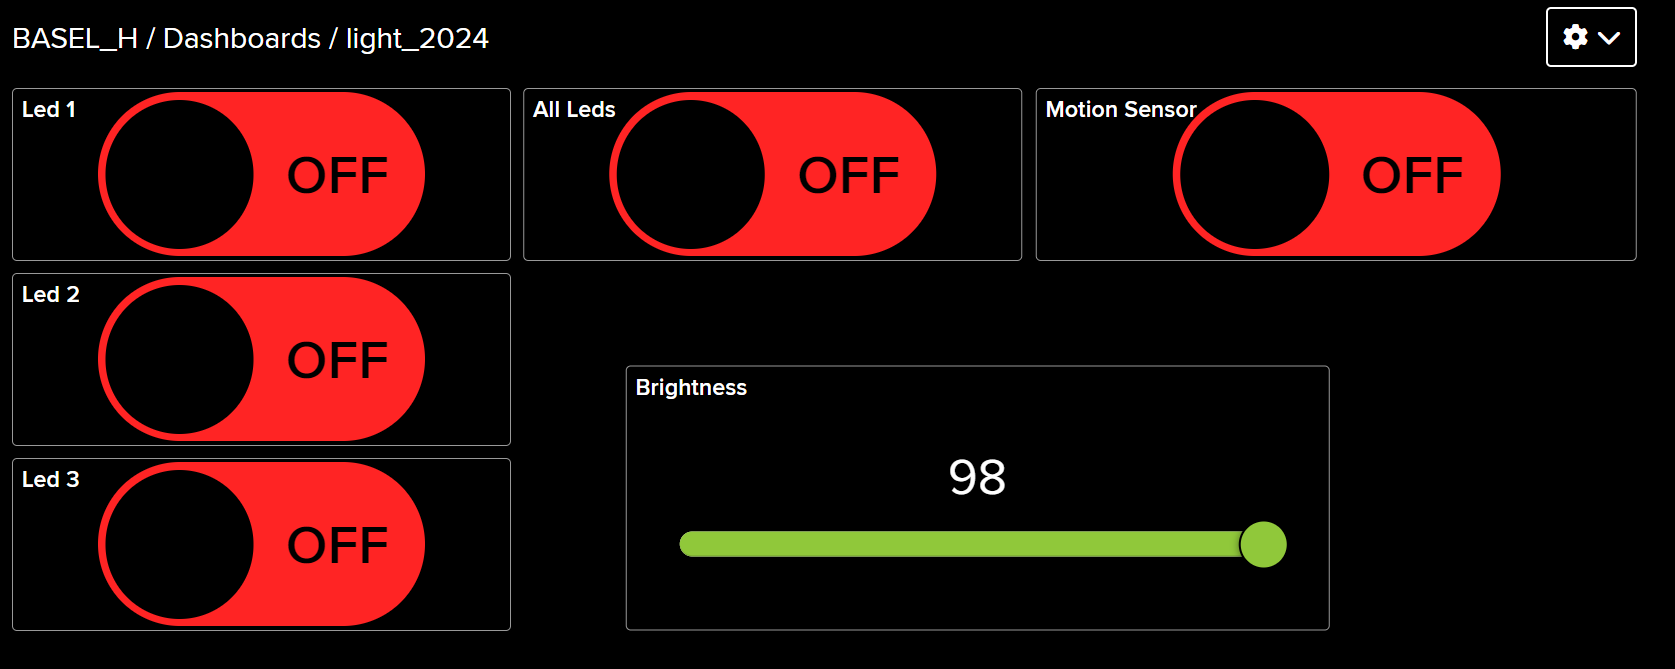 BASEL_H / Dashboards / light_2024
Led 1
OFF
All Leds
OFF
Motion Sensor
OFF
Led 2
OFF
Brightness
98
Led 3
OFF